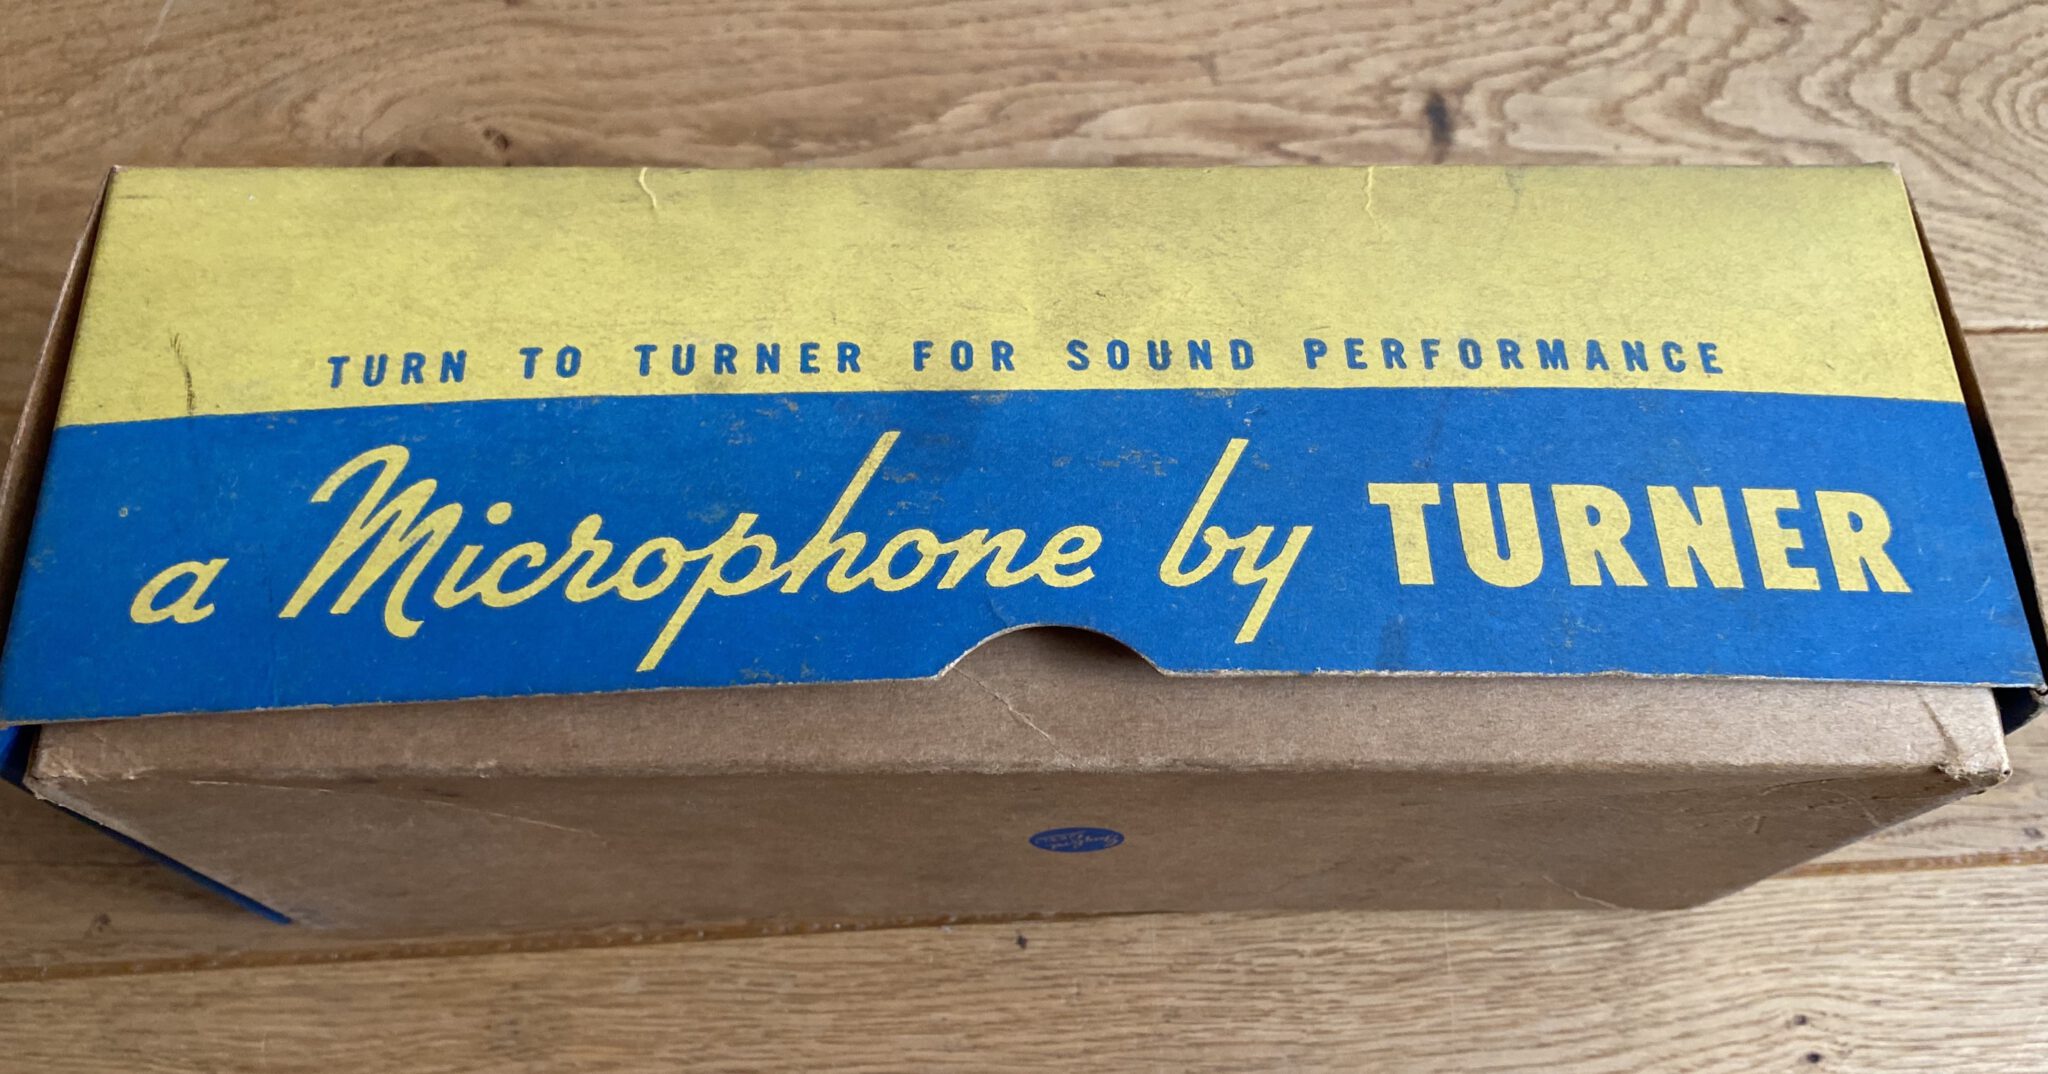 TURN TO TURNER FOR SOUND PERFORMANCE
a Microphone by TURNER